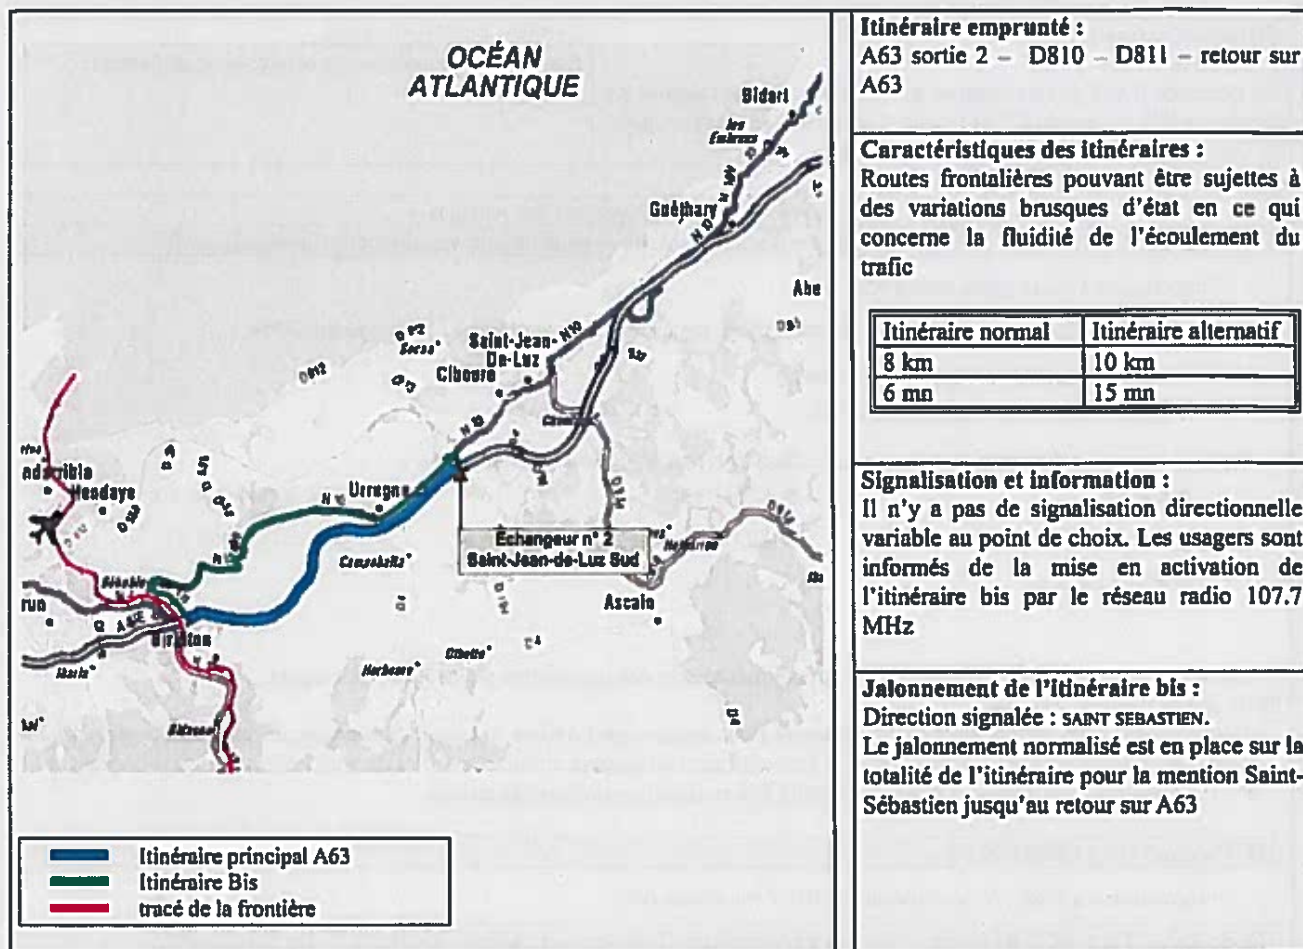 OCÉAN
ATLANTIQUE
Bidart
Guéthary
N 10
Abe
Saint-Jean-
De-Luz
N10
Socoa
Ciboure
N 10
D 912
Urrugne
Hendaye
Échangeur n° 2
Saint-Jean-de-Luz Sud
Ascain
Itinéraire principal A63
Itinéraire Bis
tracé de la frontière
Itinéraire emprunté :
A63 sortie 2 – D810 – D811 – retour sur
A63
Caractéristiques des itinéraires :
Routes frontalières pouvant être sujettes à
des variations brusques d'état en ce qui
concerne la fluidité de l'écoulement du
trafic
Itinéraire normal Itinéraire alternatif
8 km 10 km
6 mn 15 mn
Signalisation et information :
Il n'y a pas de signalisation directionnelle
variable au point de choix. Les usagers sont
informés de la mise en activation de
l'itinéraire bis par le réseau radio 107.7
MHz
Jalonnement de l'itinéraire bis :
Direction signalée : SAINT SEBASTIEN.
Le jalonnement normalisé est en place sur la
totalité de l'itinéraire pour la mention Saint-
Sébastien jusqu'au retour sur A63